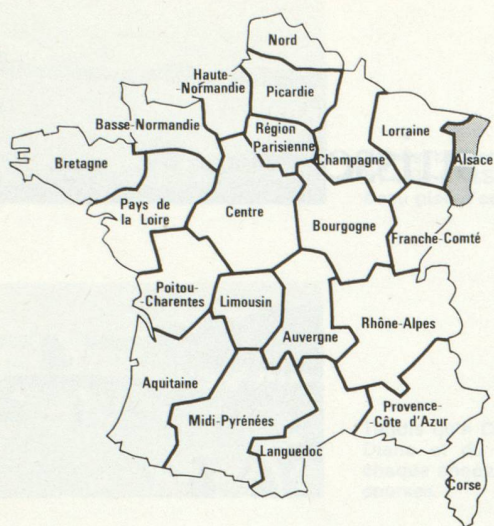 Nord
Haute-
-Normandie
Picardie
Basse-Normandie
Région
Parisienne
Lorraine
Champagne
Alsace
Bretagne
Pays de
la Loire
Centre
Bourgogne
Franche-Comté
Poitou-
-Charentes
Limousin
Auvergne
Rhône-Alpes
Aquitaine
Midi-Pyrénées
Provence-
-Côte d'Azur
Languedoc
Corse